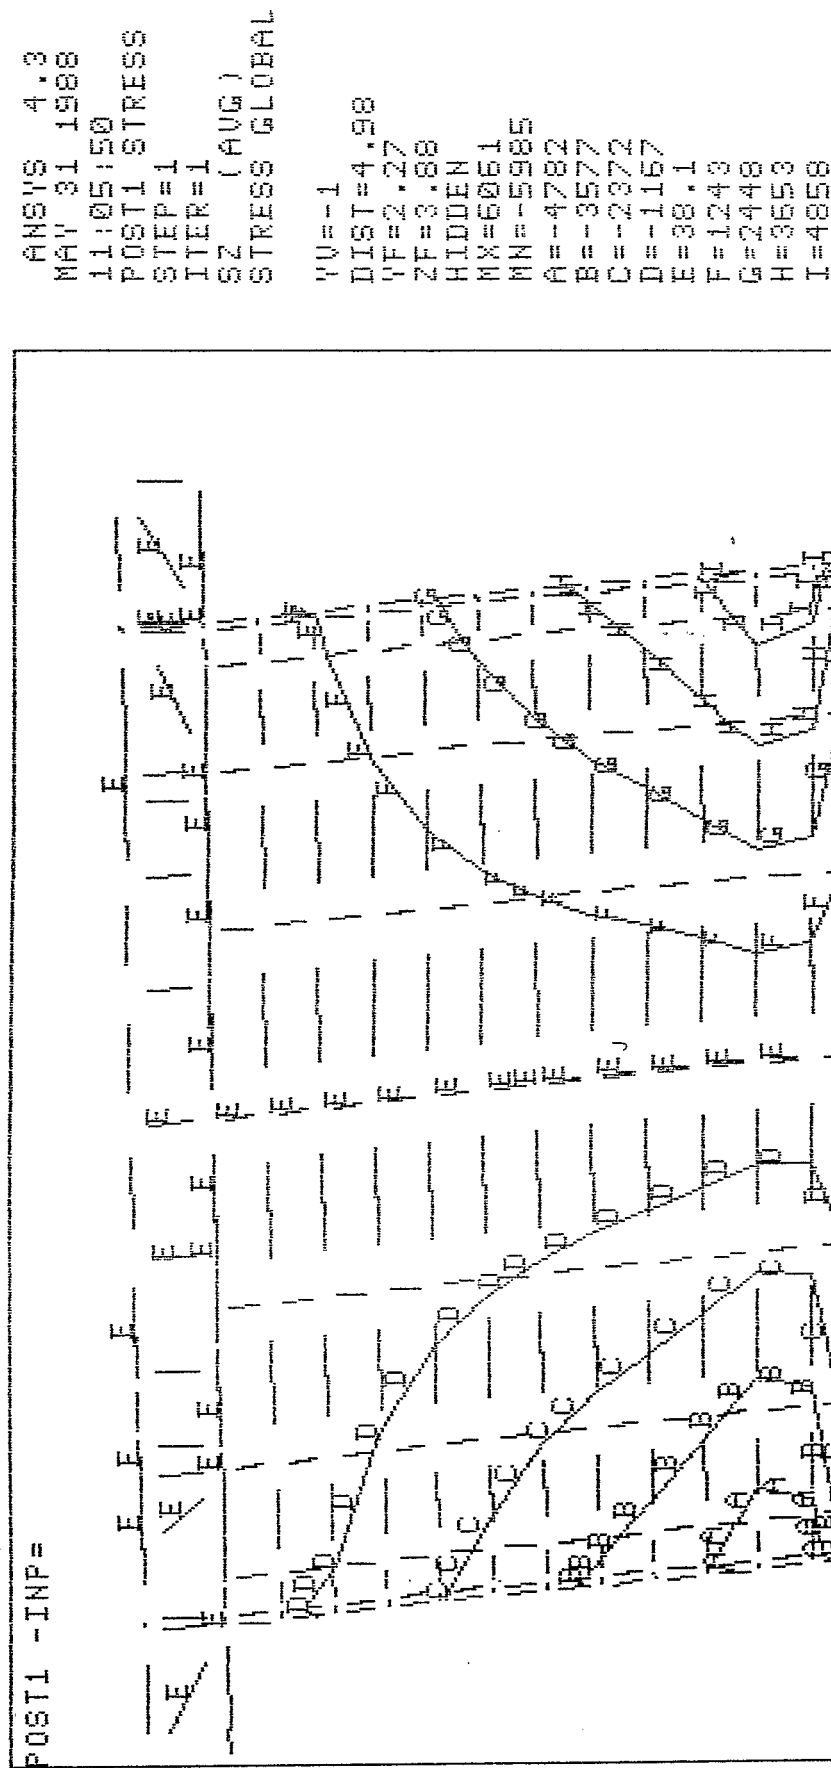 ANSYS 4.3
MAY 31 1988
11:05:50
POST1 STRESS
STEP=1
ITER=1
SZ (AVG)
STRESS GLOBAL
YV=-1
DIST=4.98
YF=2.27
ZF=3.88
HIDDEN
MX=6061
MN=-5985
A=-4782
B=-3577
C=-2372
D=-1167
E=38.1
F=1243
G=2448
H=3653
I=4858
POST1 -INP=